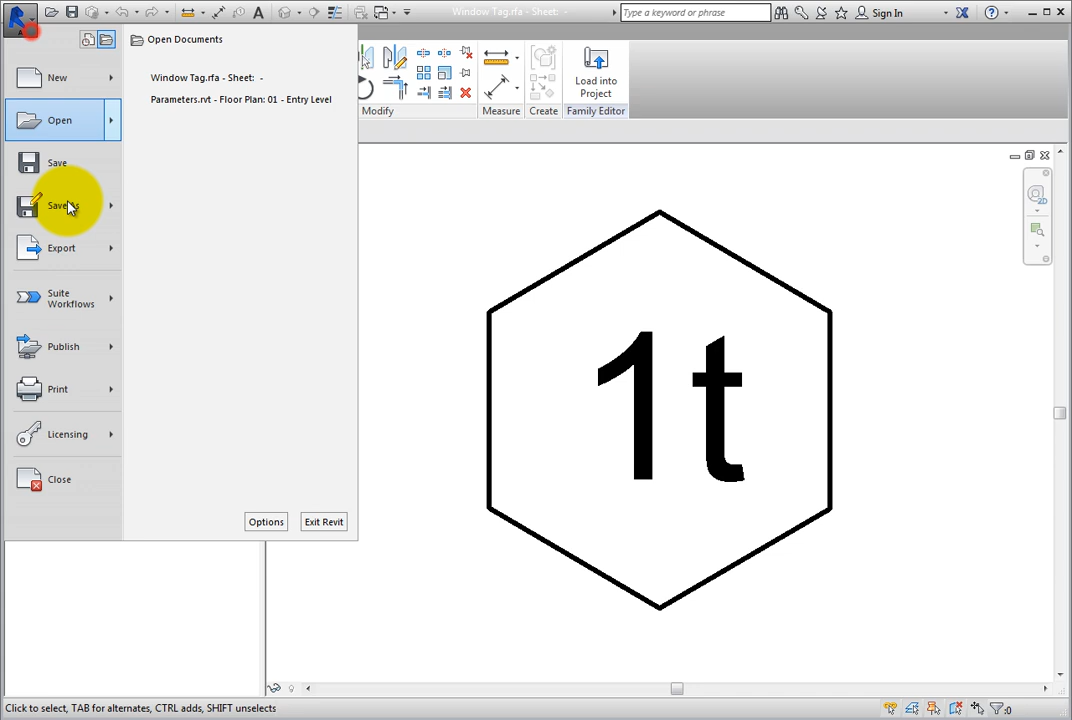 Window Tag.rfa - Sheet: -
Type a keyword or phrase
Sign In
Open Documents
New
Window Tag.rfa - Sheet: -
Parameters.rvt - Floor Plan: 01 - Entry Level
Open
Save
Save As
Export
Suite
Workflows
Publish
Print
Licensing
Close
Options
Exit Revit
Load into
Project
Modify
Measure
Create
Family Editor
2D
1t
Click to select, TAB for alternates, CTRL adds, SHIFT unselects
:0